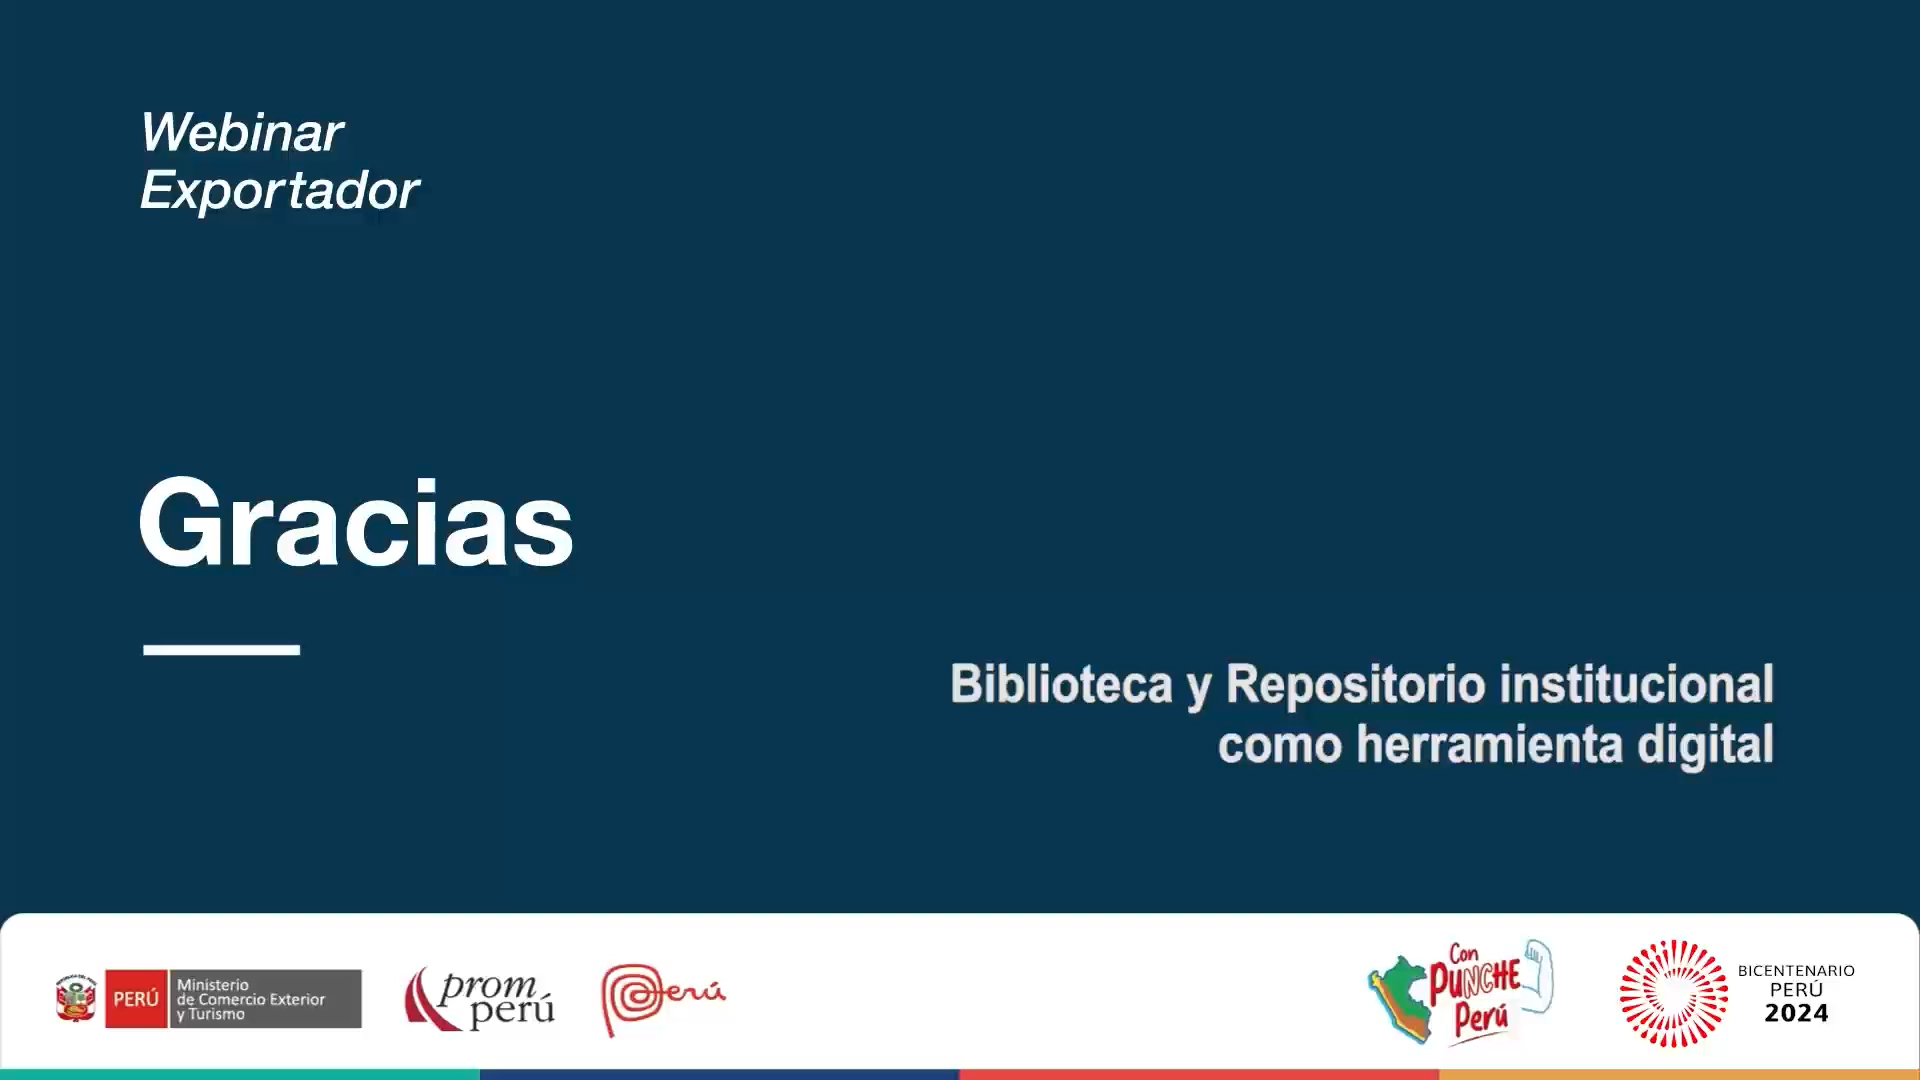 Webinar
Exportador
Gracias
Biblioteca y Repositorio institucional
como herramienta digital
PERÚ
Ministerio
de Comercio Exterior
y Turismo
prom
perú
Perú
Con
PUNCHE
Perú
BICENTENARIO
PERÚ
2024